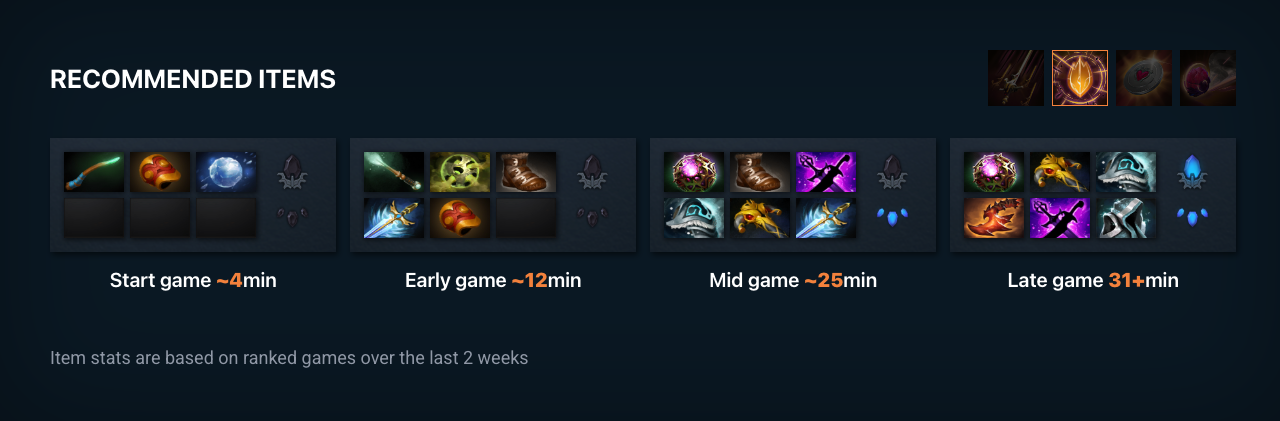 RECOMMENDED ITEMS
Start game ~4min
Early game ~12min
Mid game ~25min
Late game 31+min
Item stats are based on ranked games over the last 2 weeks